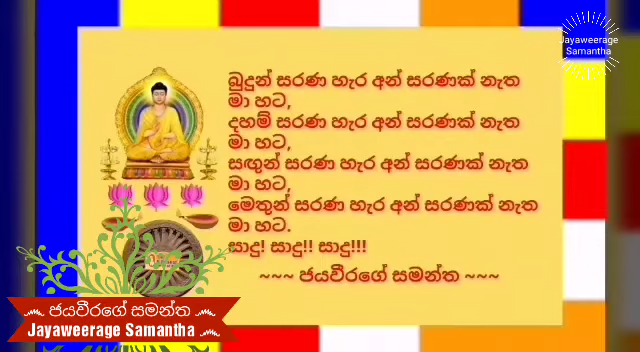 Jayaweerage
Samantha
බුදුන් සරණ හැර අන් සරණක් නැත
මා හට,
දහම් සරණ හැර අන් සරණක් නැත
මා හට,
සඟුන් සරණ හැර අන් සරණක් නැත
මා හට,
මෙතුන් සරණ හැර අන් සරණක් නැත
මා හට.
සාදු! සාදු!! සාදු!!!
~~~ ජයවීරගේ සමන්ත ~~~
ජයවීරගේ සමන්ත
Jayaweerage Samantha